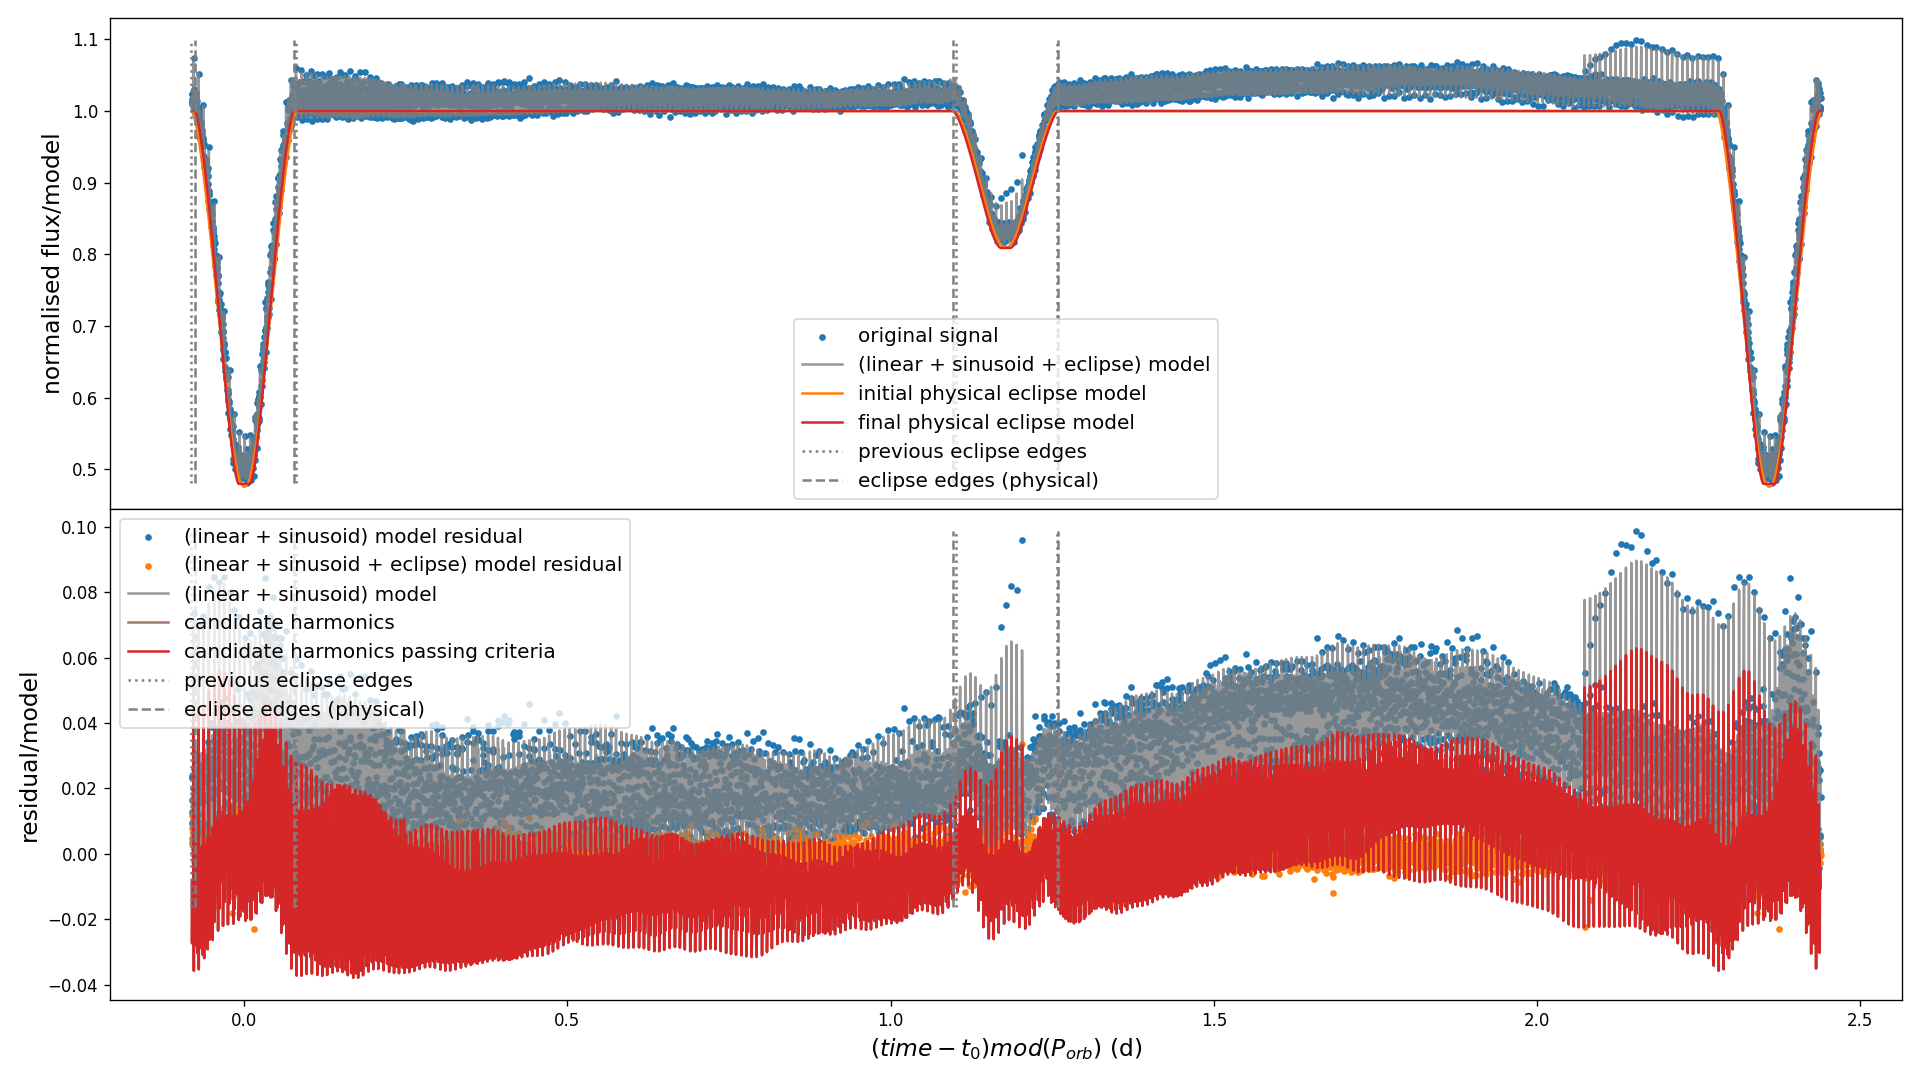 normalised flux/model
1.1
1.0
0.9
0.8
0.7
0.6
0.5
original signal
(linear + sinusoid + eclipse) model
initial physical eclipse model
final physical eclipse model
previous eclipse edges
eclipse edges (physical)
residual/model
0.10
0.08
0.06
0.04
0.02
0.00
−0.02
−0.04
(linear + sinusoid) model residual
(linear + sinusoid + eclipse) model residual
(linear + sinusoid) model
candidate harmonics
candidate harmonics passing criteria
previous eclipse edges
eclipse edges (physical)
0.0 0.5 1.0 1.5 2.0 2.5
(time − t₀)mod(P_orb) (d)